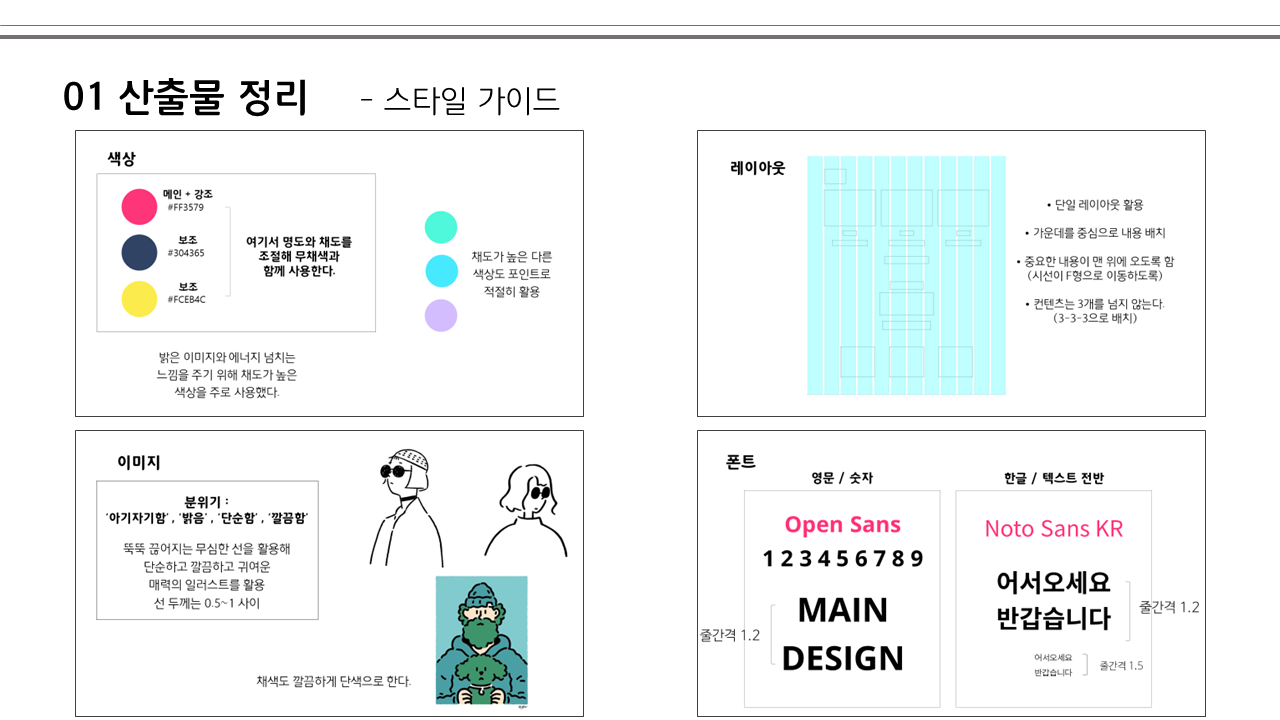 01 산출물 정리 - 스타일 가이드
색상
메인 + 강조
#FF3579
보조
#304365
보조
#FCEB4C
여기서 명도와 채도를
조절해 무채색과
함께 사용한다.
채도가 높은 다른
색상도 포인트로
적절히 활용
밝은 이미지와 에너지 넘치는
느낌을 주기 위해 채도가 높은
색상을 주로 사용했다.
레이아웃
• 단일 레이아웃 활용
• 가운데를 중심으로 내용 배치
• 중요한 내용이 맨 위에 오도록 함
(시선이 F형으로 이동하도록)
• 컨텐츠는 3개를 넘지 않는다.
(3-3-3으로 배치)
이미지
분위기 :
'아기자기함' , '밝음' , '단순함' , '깔끔함'
뚝뚝 끊어지는 무심한 선을 활용해
단순하고 깔끔하고 귀여운
매력의 일러스트를 활용
선 두께는 0.5~1 사이
채색도 깔끔하게 단색으로 한다.
폰트
영문 / 숫자
Open Sans
1 2 3 4 5 6 7 8 9
MAIN
DESIGN
줄간격 1.2
한글 / 텍스트 전반
Noto Sans KR
어서오세요
반갑습니다
줄간격 1.2
어서오세요
반갑습니다
줄간격 1.5